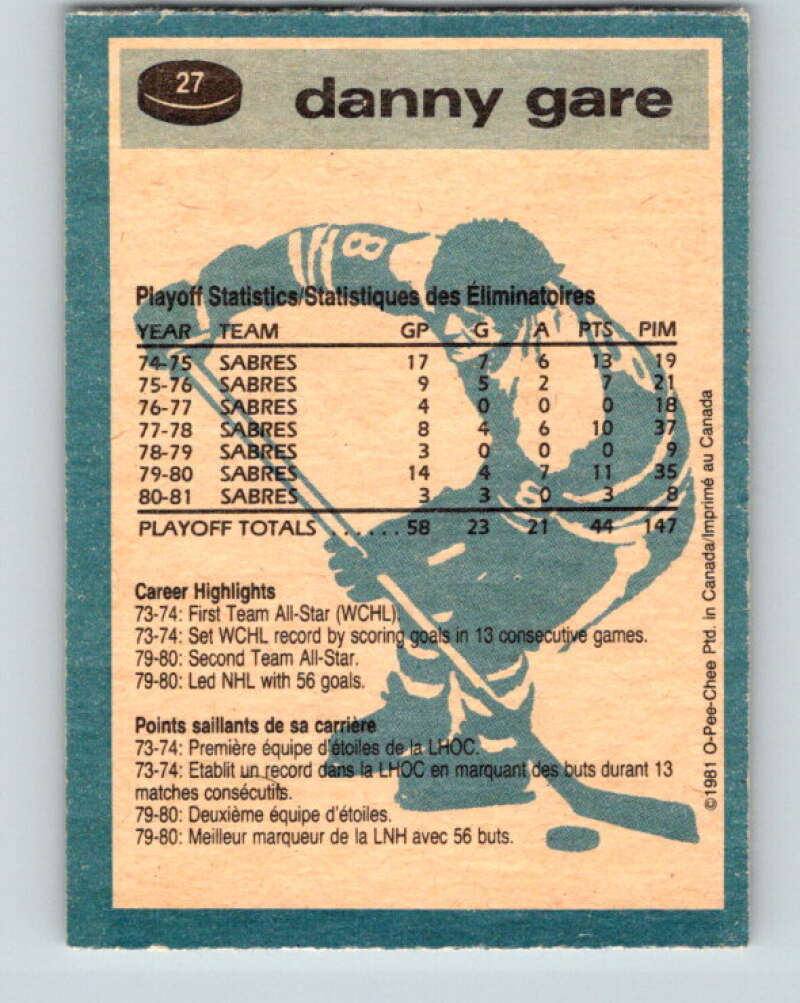 27
danny gare
8
Playoff Statistics/Statistiques des Éliminatoires
YEAR TEAM GP G A PTS PIM
74-75 SABRES 17 7 6 13 19
75-76 SABRES 9 5 2 7 21
76-77 SABRES 4 0 0 0 18
77-78 SABRES 8 4 6 10 37
78-79 SABRES 3 0 0 0 9
79-80 SABRES 14 4 7 11 35
80-81 SABRES 3 3 0 3 8
8
PLAYOFF TOTALS ...... 58 23 21 44 147
Career Highlights
73-74: First Team All-Star (WCHL).
73-74: Set WCHL record by scoring goals in 13 consecutive games.
79-80: Second Team All-Star.
79-80: Led NHL with 56 goals.
Points saillants de sa carrière
73-74: Première équipe d'étoiles de la LHOC.
73-74: Etablit un record dans la LHOC en marquant des buts durant 13
matches consécutifs.
79-80: Deuxième équipe d'étoiles.
79-80: Meilleur marqueur de la LNH avec 56 buts.
©1981 O-Pee-Chee Ptd. in Canada/Imprimé au Canada